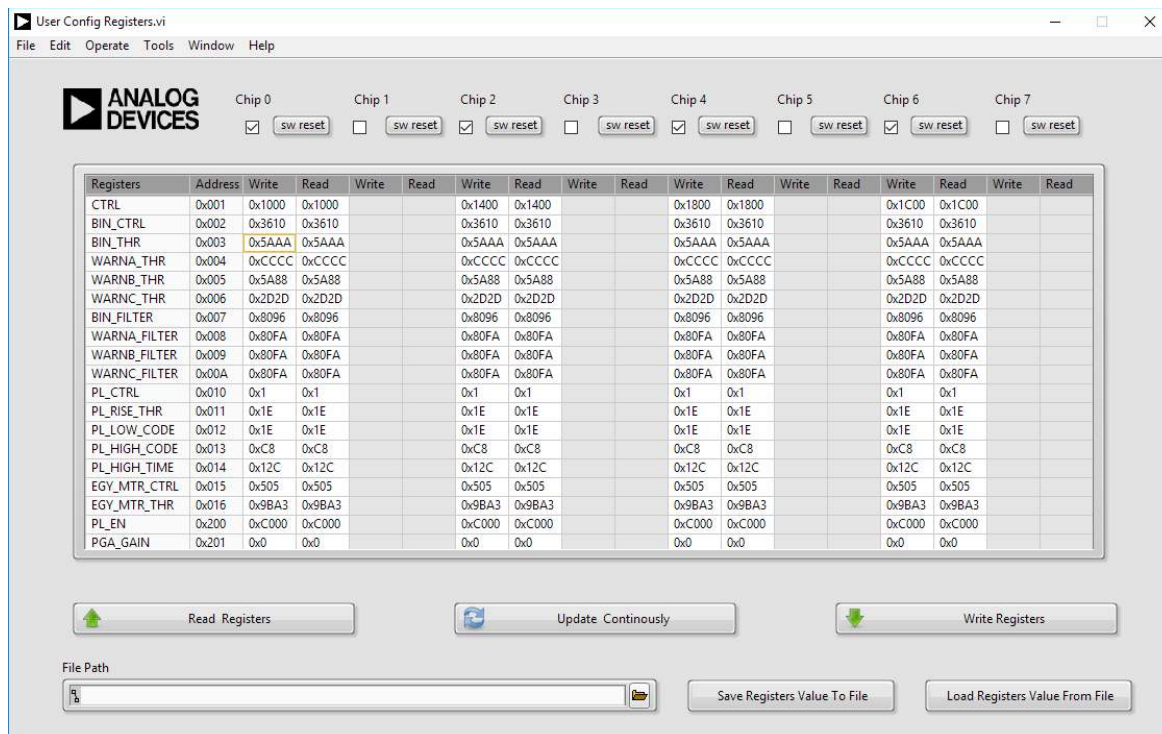 User Config Registers.vi
File Edit Operate Tools Window Help
ANALOG DEVICES
Chip 0 Chip 1 Chip 2 Chip 3 Chip 4 Chip 5 Chip 6 Chip 7
sw reset sw reset sw reset sw reset sw reset sw reset sw reset sw reset
Registers Address Write Read Write Read Write Read Write Read Write Read Write Read Write Read Write Read
CTRL 0x001 0x1000 0x1000 0x1400 0x1400 0x1800 0x1800 0x1C00 0x1C00
BIN_CTRL 0x002 0x3610 0x3610 0x3610 0x3610 0x3610 0x3610 0x3610 0x3610
BIN_THR 0x003 0x5AAA 0x5AAA 0x5AAA 0x5AAA 0x5AAA 0x5AAA 0x5AAA 0x5AAA
WARNA_THR 0x004 0xCCCC 0xCCCC 0xCCCC 0xCCCC 0xCCCC 0xCCCC 0xCCCC 0xCCCC
WARNB_THR 0x005 0x5A88 0x5A88 0x5A88 0x5A88 0x5A88 0x5A88 0x5A88 0x5A88
WARNC_THR 0x006 0x2D2D 0x2D2D 0x2D2D 0x2D2D 0x2D2D 0x2D2D 0x2D2D 0x2D2D
BIN_FILTER 0x007 0x8096 0x8096 0x8096 0x8096 0x8096 0x8096 0x8096 0x8096
WARNA_FILTER 0x008 0x80FA 0x80FA 0x80FA 0x80FA 0x80FA 0x80FA 0x80FA 0x80FA
WARNB_FILTER 0x009 0x80FA 0x80FA 0x80FA 0x80FA 0x80FA 0x80FA 0x80FA 0x80FA
WARNC_FILTER 0x00A 0x80FA 0x80FA 0x80FA 0x80FA 0x80FA 0x80FA 0x80FA 0x80FA
PL_CTRL 0x010 0x1 0x1 0x1 0x1 0x1 0x1 0x1 0x1
PL_RISE_THR 0x011 0x1E 0x1E 0x1E 0x1E 0x1E 0x1E 0x1E 0x1E
PL_LOW_CODE 0x012 0x1E 0x1E 0x1E 0x1E 0x1E 0x1E 0x1E 0x1E
PL_HIGH_CODE 0x013 0xC8 0xC8 0xC8 0xC8 0xC8 0xC8 0xC8 0xC8
PL_HIGH_TIME 0x014 0x12C 0x12C 0x12C 0x12C 0x12C 0x12C 0x12C 0x12C
EGY_MTR_CTRL 0x015 0x505 0x505 0x505 0x505 0x505 0x505 0x505 0x505
EGY_MTR_THR 0x016 0x9BA3 0x9BA3 0x9BA3 0x9BA3 0x9BA3 0x9BA3 0x9BA3 0x9BA3
PL_EN 0x200 0xC000 0xC000 0xC000 0xC000 0xC000 0xC000 0xC000 0xC000
PGA_GAIN 0x201 0x0 0x0 0x0 0x0 0x0 0x0 0x0 0x0
Read Registers Update Continously Write Registers
File Path
Save Registers Value To File Load Registers Value From File